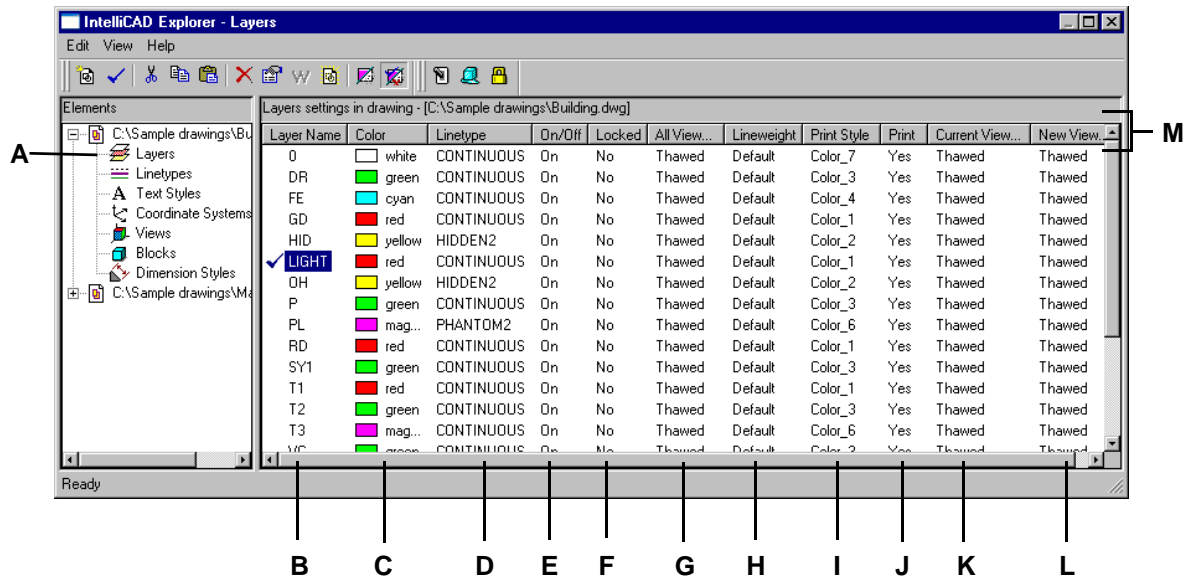 IntelliCAD Explorer - Layers
Edit View Help
Elements
Layers settings in drawing - [C:\Sample drawings\Building.dwg]
C:\Sample drawings\Bu
Layers
Linetypes
A Text Styles
Coordinate Systems
Views
Blocks
Dimension Styles
C:\Sample drawings\Ma
Layer Name Color Linetype On/Off Locked All View... Lineweight Print Style Print Current View... New View.
0 white CONTINUOUS On No Thawed Default Color_7 Yes Thawed Thawed
DR green CONTINUOUS On No Thawed Default Color_3 Yes Thawed Thawed
FE cyan CONTINUOUS On No Thawed Default Color_4 Yes Thawed Thawed
GD red CONTINUOUS On No Thawed Default Color_1 Yes Thawed Thawed
HID yellow HIDDEN2 On No Thawed Default Color_2 Yes Thawed Thawed
LIGHT red CONTINUOUS On No Thawed Default Color_1 Yes Thawed Thawed
OH yellow HIDDEN2 On No Thawed Default Color_2 Yes Thawed Thawed
P green CONTINUOUS On No Thawed Default Color_3 Yes Thawed Thawed
PL mag... PHANTOM2 On No Thawed Default Color_6 Yes Thawed Thawed
RD red CONTINUOUS On No Thawed Default Color_1 Yes Thawed Thawed
SY1 green CONTINUOUS On No Thawed Default Color_3 Yes Thawed Thawed
T1 red CONTINUOUS On No Thawed Default Color_1 Yes Thawed Thawed
T2 green CONTINUOUS On No Thawed Default Color_3 Yes Thawed Thawed
T3 mag... CONTINUOUS On No Thawed Default Color_6 Yes Thawed Thawed
green CONTINUOUS On No Thawed Default Color_3 Yes Thawed Thawed
Ready
A
M
B C D E F G H I J K L